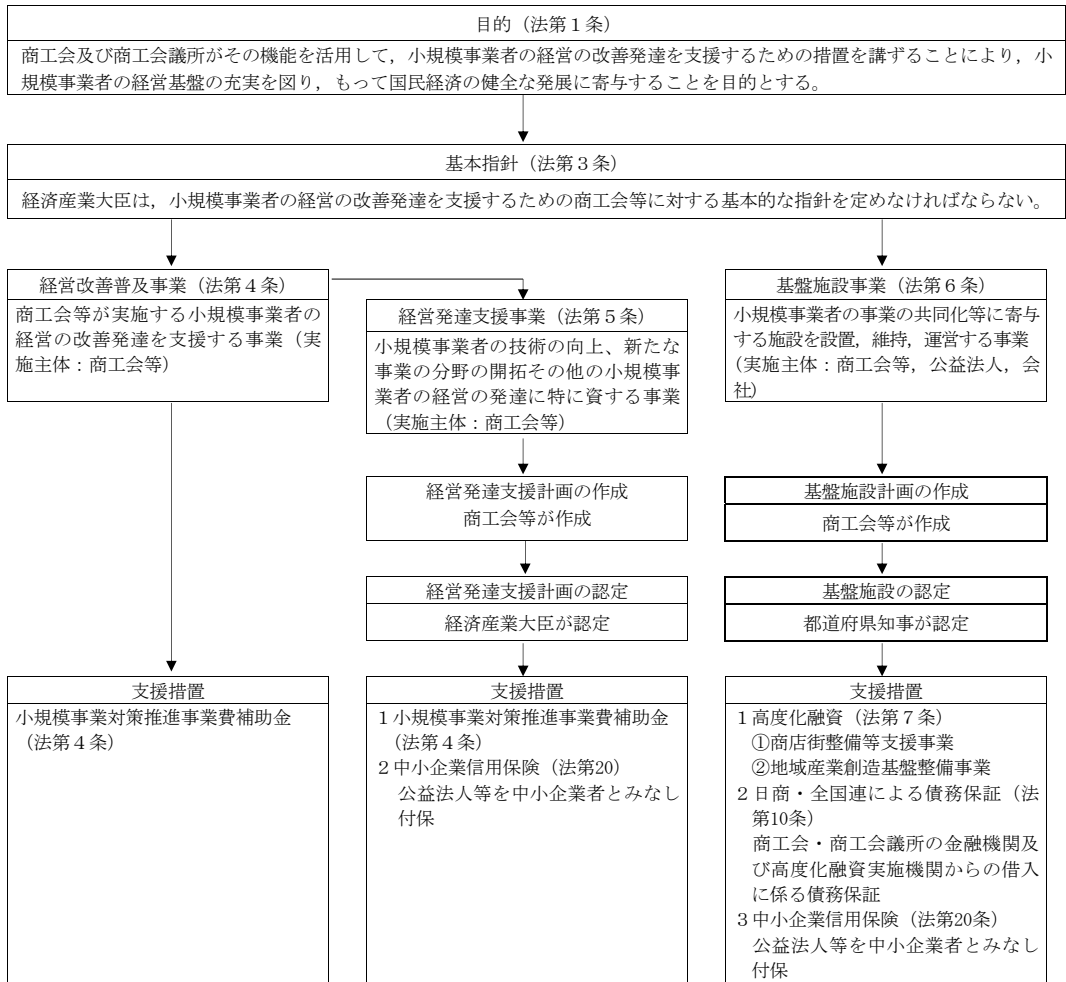 目的（法第１条）
商工会及び商工会議所がその機能を活用して，小規模事業者の経営の改善発達を支援するための措置を講ずることにより，小
規模事業者の経営基盤の充実を図り，もって国民経済の健全な発展に寄与することを目的とする。
基本指針（法第３条）
経済産業大臣は，小規模事業者の経営の改善発達を支援するための商工会等に対する基本的な指針を定めなければならない。
経営改善普及事業（法第４条）
商工会等が実施する小規模事業者の
経営の改善発達を支援する事業（実
施主体：商工会等）
経営発達支援事業（法第５条）
小規模事業者の技術の向上、新たな
事業の分野の開拓その他の小規模事
業者の経営の発達に特に資する事業
（実施主体：商工会等）
基盤施設事業（法第６条）
小規模事業者の事業の共同化等に寄与
する施設を設置，維持，運営する事業
（実施主体：商工会等，公益法人，会
社）
経営発達支援計画の作成
商工会等が作成
基盤施設計画の作成
商工会等が作成
経営発達支援計画の認定
経済産業大臣が認定
基盤施設の認定
都道府県知事が認定
支援措置
小規模事業対策推進事業費補助金
（法第４条）
支援措置
１小規模事業対策推進事業費補助金
（法第４条）
２中小企業信用保険（法第20）
公益法人等を中小企業者とみなし
付保
支援措置
１高度化融資（法第７条）
①商店街整備等支援事業
②地域産業創造基盤整備事業
２日商・全国連による債務保証（法
第10条）
商工会・商工会議所の金融機関及
び高度化融資実施機関からの借入
に係る債務保証
３中小企業信用保険（法第20条）
公益法人等を中小企業者とみなし
付保